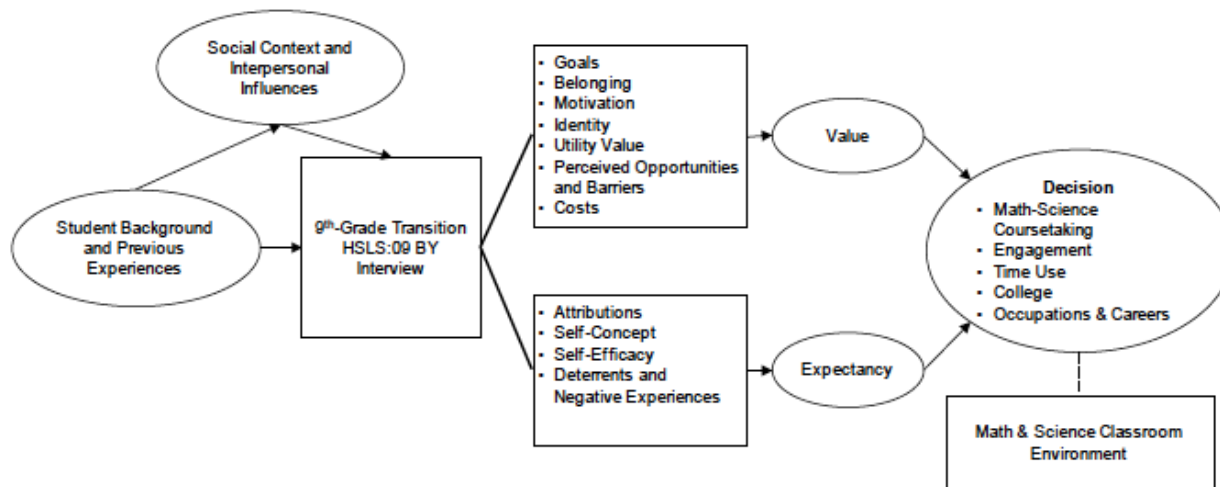 Social Context and
Interpersonal
Influences
Student Background
and Previous
Experiences
9th-Grade Transition
HSLS:09 BY
Interview
▪ Goals
▪ Belonging
▪ Motivation
▪ Identity
▪ Utility Value
▪ Perceived Opportunities
and Barriers
▪ Costs
▪ Attributions
▪ Self-Concept
▪ Self-Efficacy
▪ Deterrents and
Negative Experiences
Value
Expectancy
Decision
▪ Math-Science
Coursetaking
▪ Engagement
▪ Time Use
▪ College
▪ Occupations & Careers
Math & Science Classroom
Environment